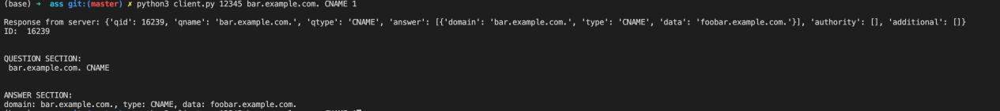 (base) → ass git:(master) ✗ python3 client.py 12345 bar.example.com. CNAME 1
Response from server: {'qid': 16239, 'qname': 'bar.example.com.', 'qtype': 'CNAME', 'answer': [{'domain': 'bar.example.com.', 'type': 'CNAME', 'data': 'foobar.example.com.'}], 'authority': [], 'additional': []}
ID:  16239
QUESTION SECTION:
bar.example.com. CNAME
ANSWER SECTION:
domain: bar.example.com., type: CNAME, data: foobar.example.com.